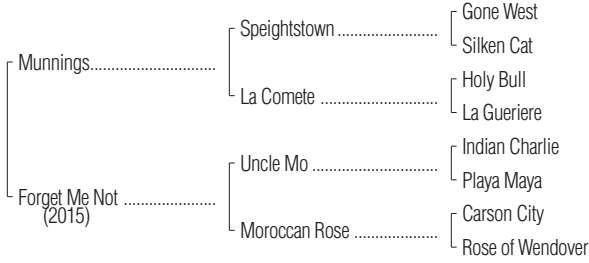 Gone West
Speightstown
Silken Cat
Munnings
Holy Bull
La Comete
La Gueriere
Indian Charlie
Uncle Mo
Playa Maya
Forget Me Not
(2015)
Carson City
Moroccan Rose
Rose of Wendover